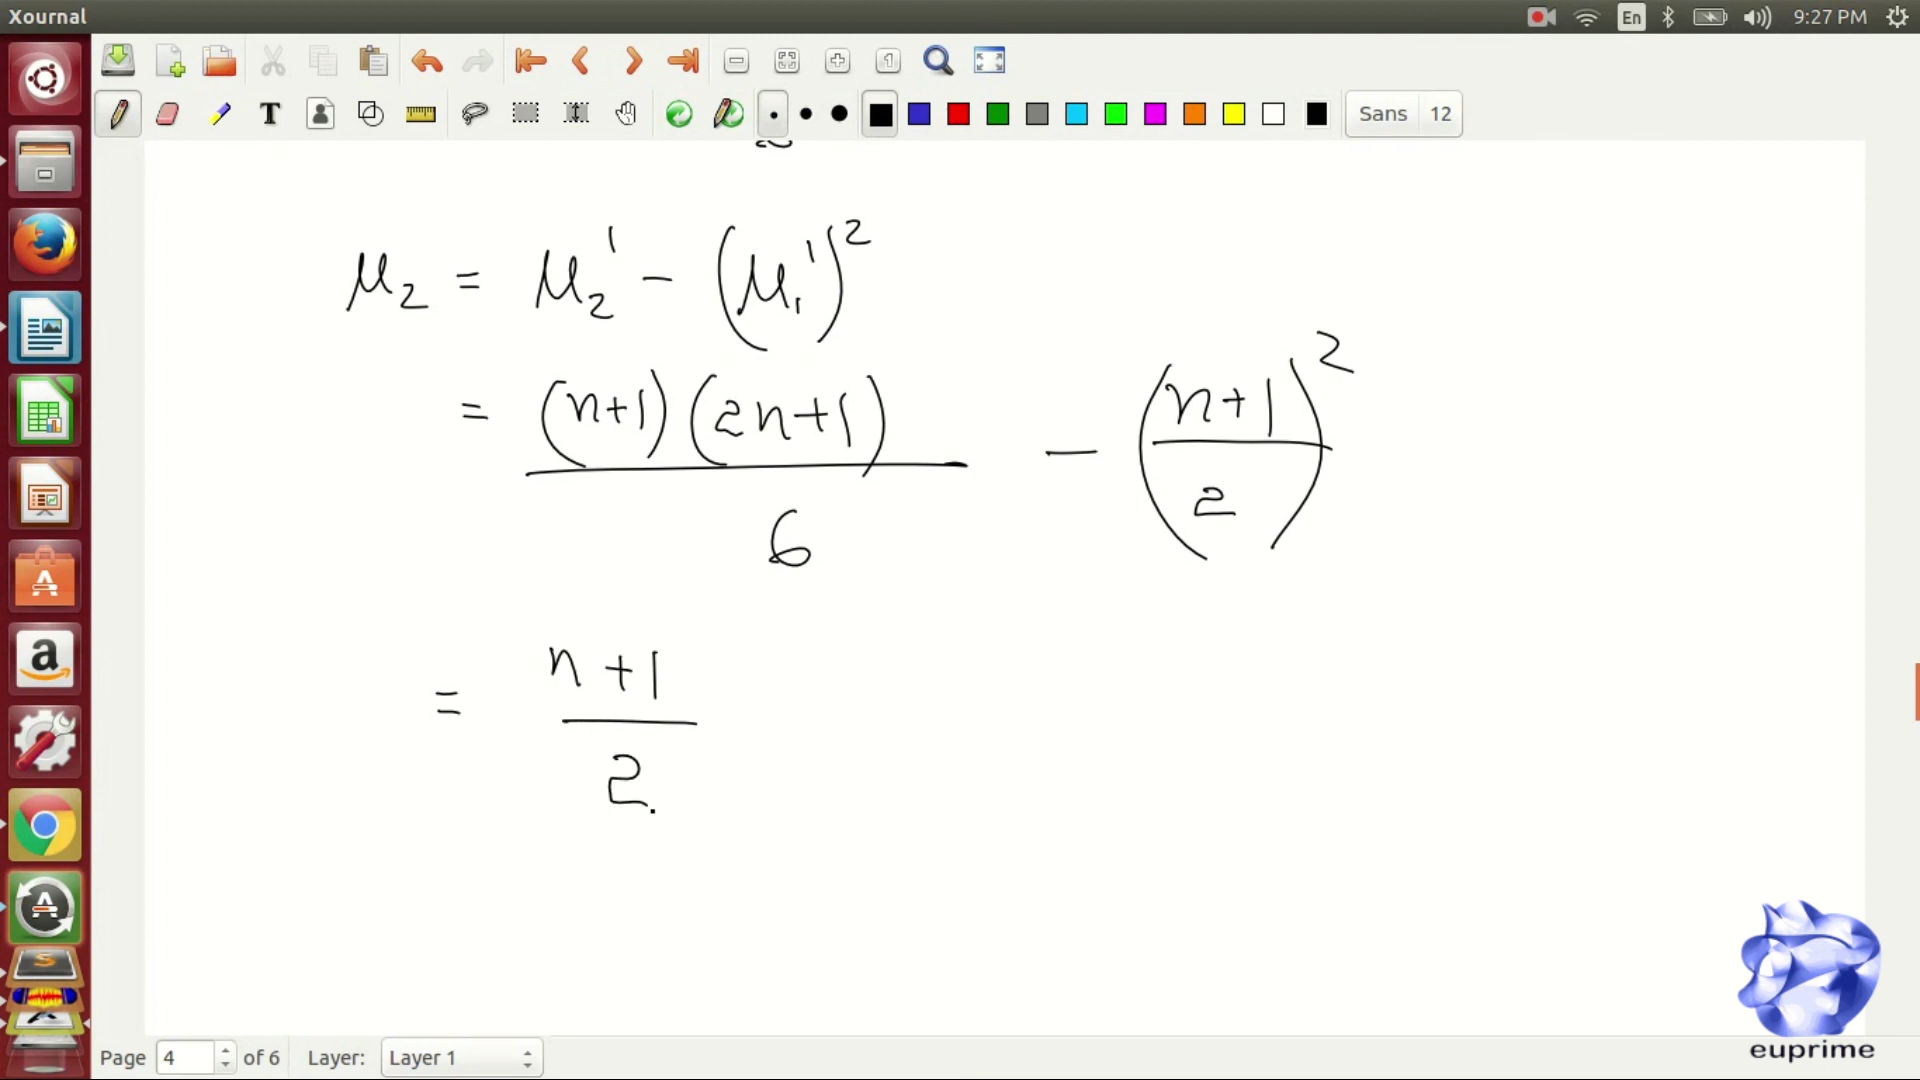 Xournal
En
9:27 PM
Sans 12
μ₂ = μ₂' − (μ₁')²
= (n+1)(2n+1) / 6 − ((n+1) / 2)²
= n+1 / 2.
euprime
Page 4 of 6 Layer: Layer 1